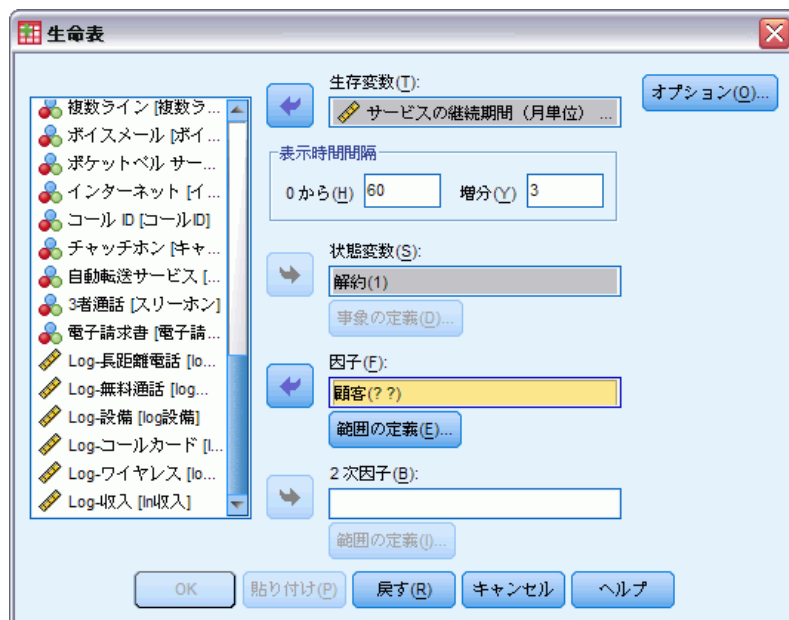 生命表
複数ライン [複数ラ...
ボイスメール [ボイ...
ポケットベル サー...
インターネット [イ...
コール ID [コールID]
チャッチホン [キャ...
自動転送サービス [...
3者通話 [スリーホン]
電子請求書 [電子請...
Log-長距離電話 [lo...
Log-無料通話 [log...
Log-設備 [log設備]
Log-コールカード [l...
Log-ワイヤレス [lo...
Log-収入 [ln収入]
生存変数(T):
サービスの継続期間（月単位） ...
オプション(O)...
表示時間間隔
0 から(H) 60 増分(Y) 3
状態変数(S):
解約(1)
事象の定義(D)...
因子(F):
顧客(? ?)
範囲の定義(E)...
2 次因子(B):
範囲の定義(I)...
OK 貼り付け(P) 戻す(R) キャンセル ヘルプ